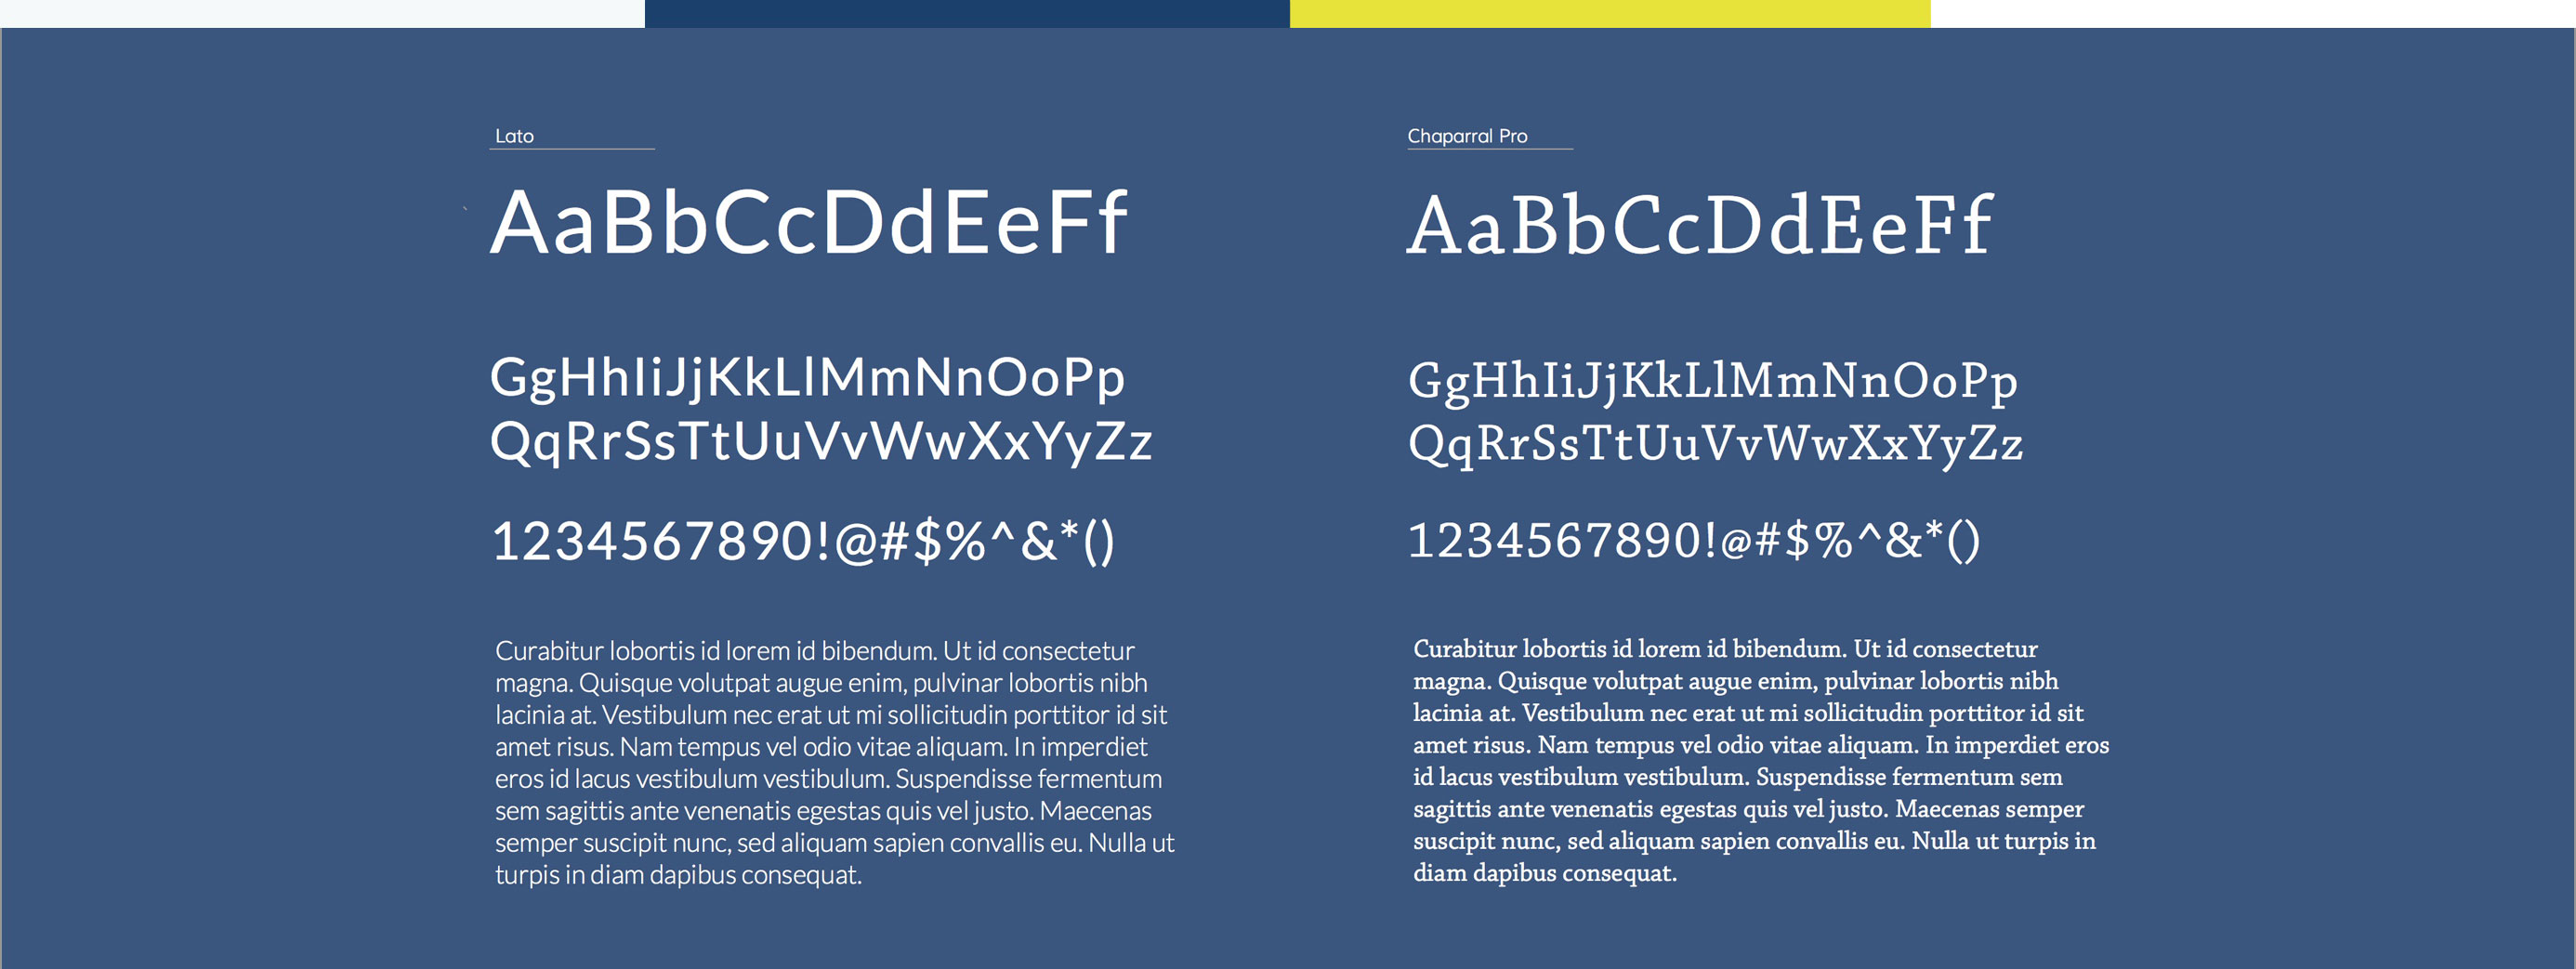 Lato
AaBbCcDdEeFf
GgHhIiJjKkLlMmNnOoPp
QqRrSsTtUuVvWwXxYyZz
1234567890!@#$%^&*()
Curabitur lobortis id lorem id bibendum. Ut id consectetur
magna. Quisque volutpat augue enim, pulvinar lobortis nibh
lacinia at. Vestibulum nec erat ut mi sollicitudin porttitor id sit
amet risus. Nam tempus vel odio vitae aliquam. In imperdiet
eros id lacus vestibulum vestibulum. Suspendisse fermentum
sem sagittis ante venenatis egestas quis vel justo. Maecenas
semper suscipit nunc, sed aliquam sapien convallis eu. Nulla ut
turpis in diam dapibus consequat.
Chaparral Pro
AaBbCcDdEeFf
GgHhIiJjKkLlMmNnOoPp
QqRrSsTtUuVvWwXxYyZz
1234567890!@#$%^&*()
Curabitur lobortis id lorem id bibendum. Ut id consectetur
magna. Quisque volutpat augue enim, pulvinar lobortis nibh
lacinia at. Vestibulum nec erat ut mi sollicitudin porttitor id sit
amet risus. Nam tempus vel odio vitae aliquam. In imperdiet eros
id lacus vestibulum vestibulum. Suspendisse fermentum sem
sagittis ante venenatis egestas quis vel justo. Maecenas semper
suscipit nunc, sed aliquam sapien convallis eu. Nulla ut turpis in
diam dapibus consequat.